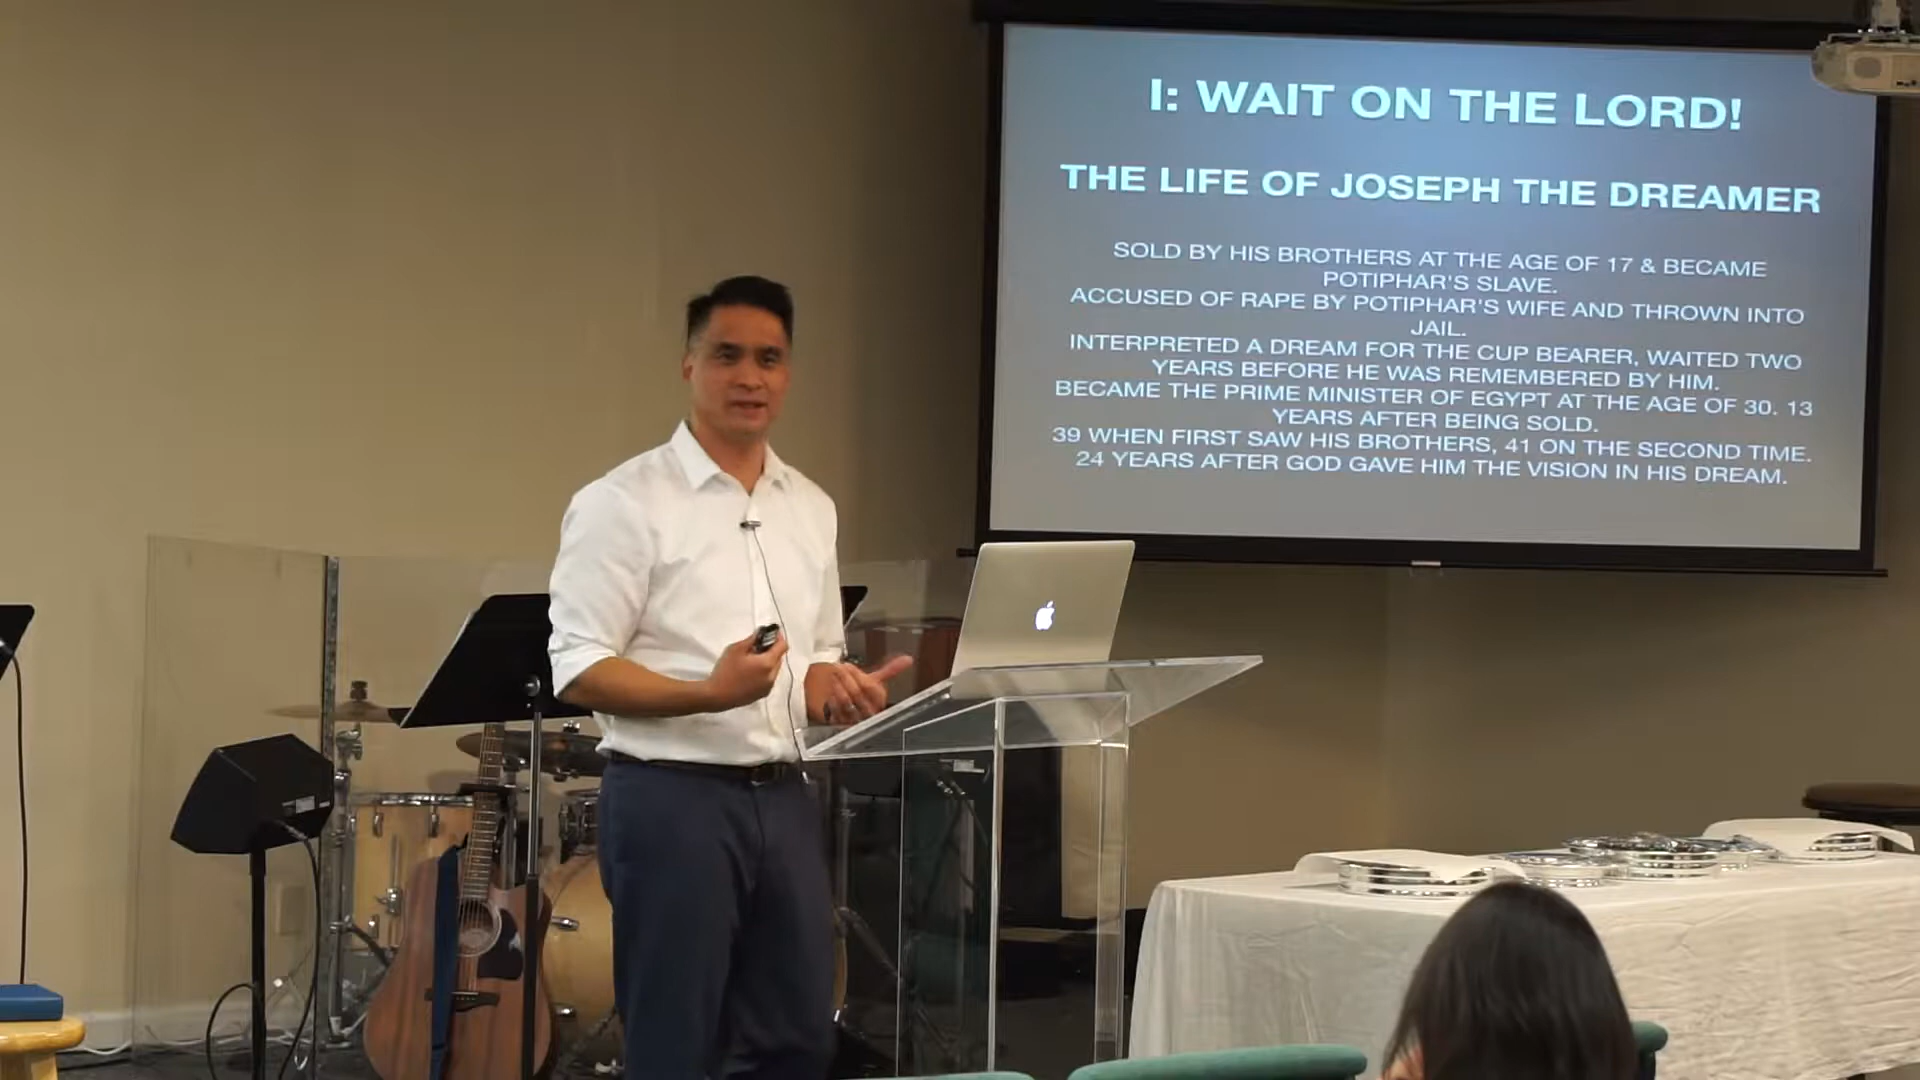 I: WAIT ON THE LORD!
THE LIFE OF JOSEPH THE DREAMER
SOLD BY HIS BROTHERS AT THE AGE OF 17 & BECAME
POTIPHAR'S SLAVE.
ACCUSED OF RAPE BY POTIPHAR'S WIFE AND THROWN INTO
JAIL.
INTERPRETED A DREAM FOR THE CUP BEARER, WAITED TWO
YEARS BEFORE HE WAS REMEMBERED BY HIM.
BECAME THE PRIME MINISTER OF EGYPT AT THE AGE OF 30. 13
YEARS AFTER BEING SOLD.
39 WHEN FIRST SAW HIS BROTHERS, 41 ON THE SECOND TIME.
24 YEARS AFTER GOD GAVE HIM THE VISION IN HIS DREAM.